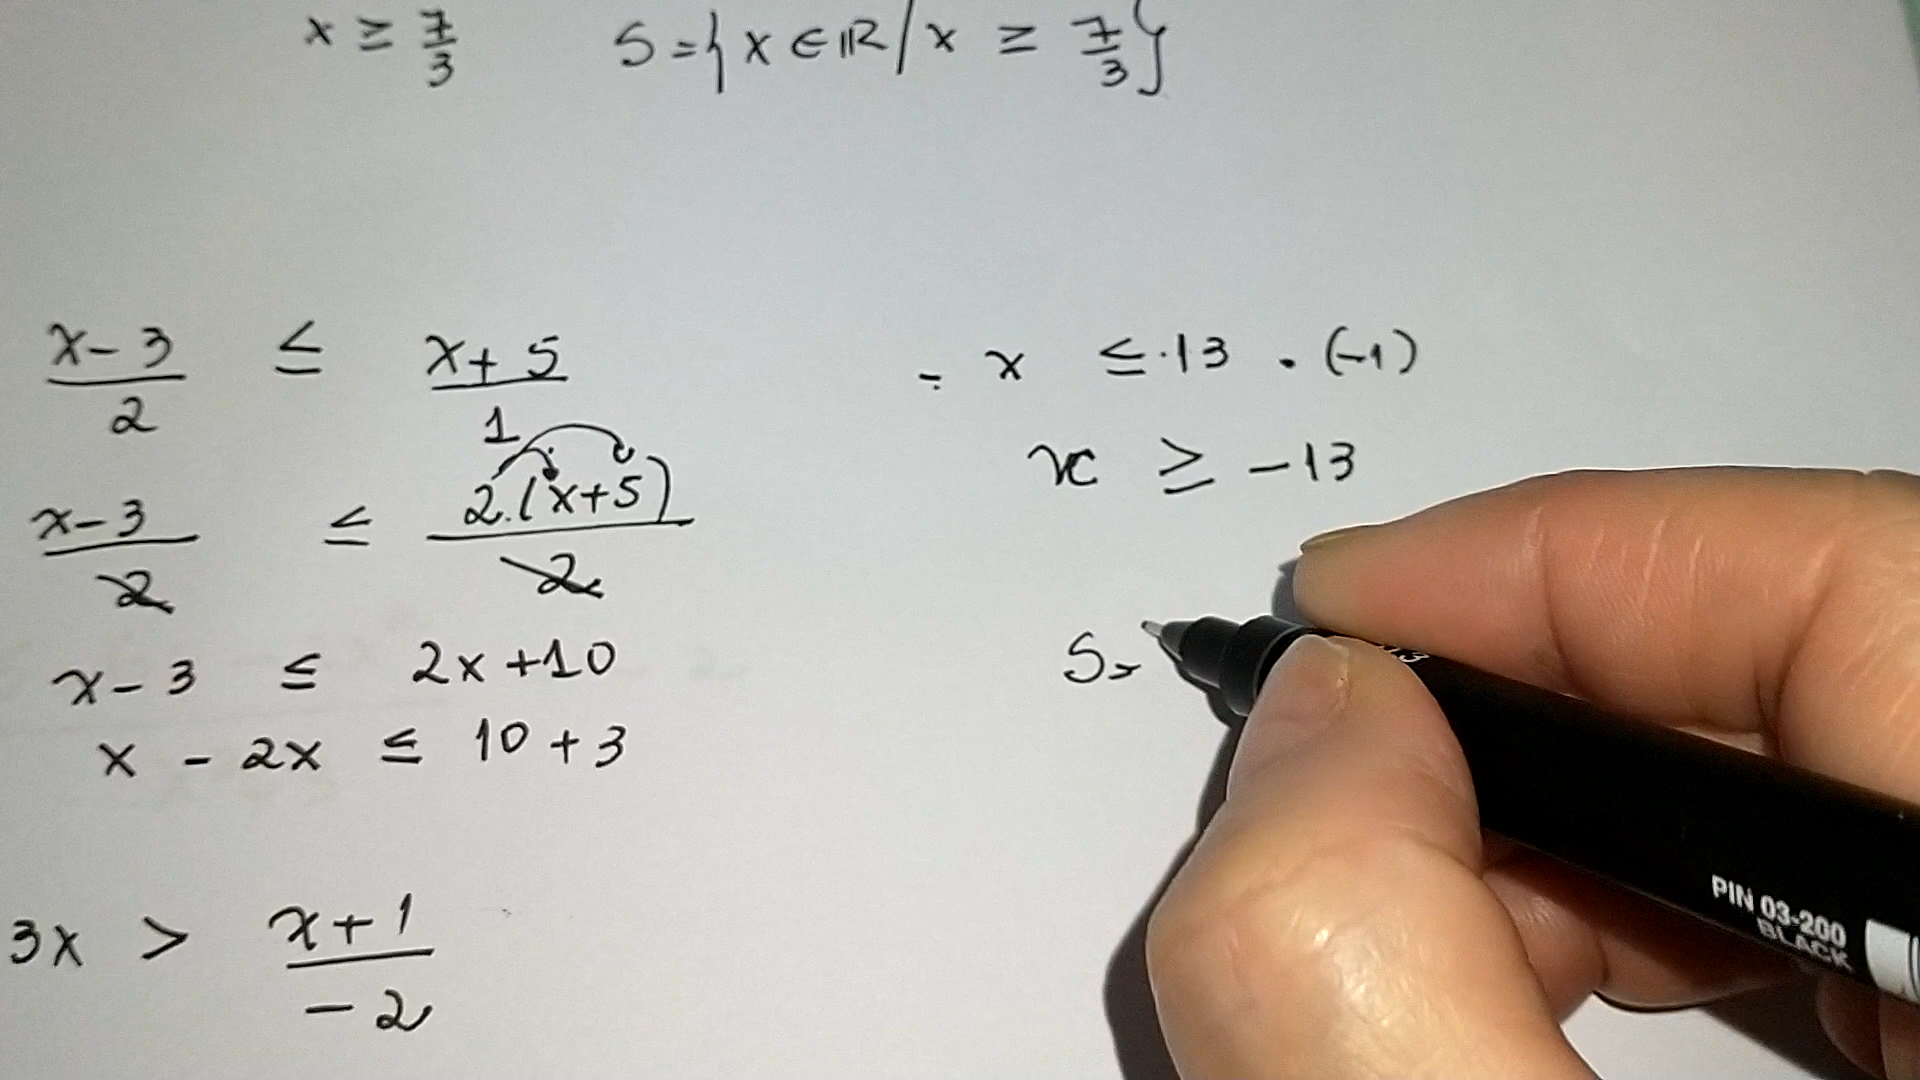 x ≥ 7/3    S = { x ∈ ℝ / x ≥ 7/3 }
(x-3)/2 ≤ (x+5)/1
(x-3)/2 ≤ 2.(x+5)/2
x-3 ≤ 2x+10
x - 2x ≤ 10+3
- x ≤ 13 . (-1)
x ≥ -13
S=
3x > (x+1)/-2
PIN 03-200
BLACK